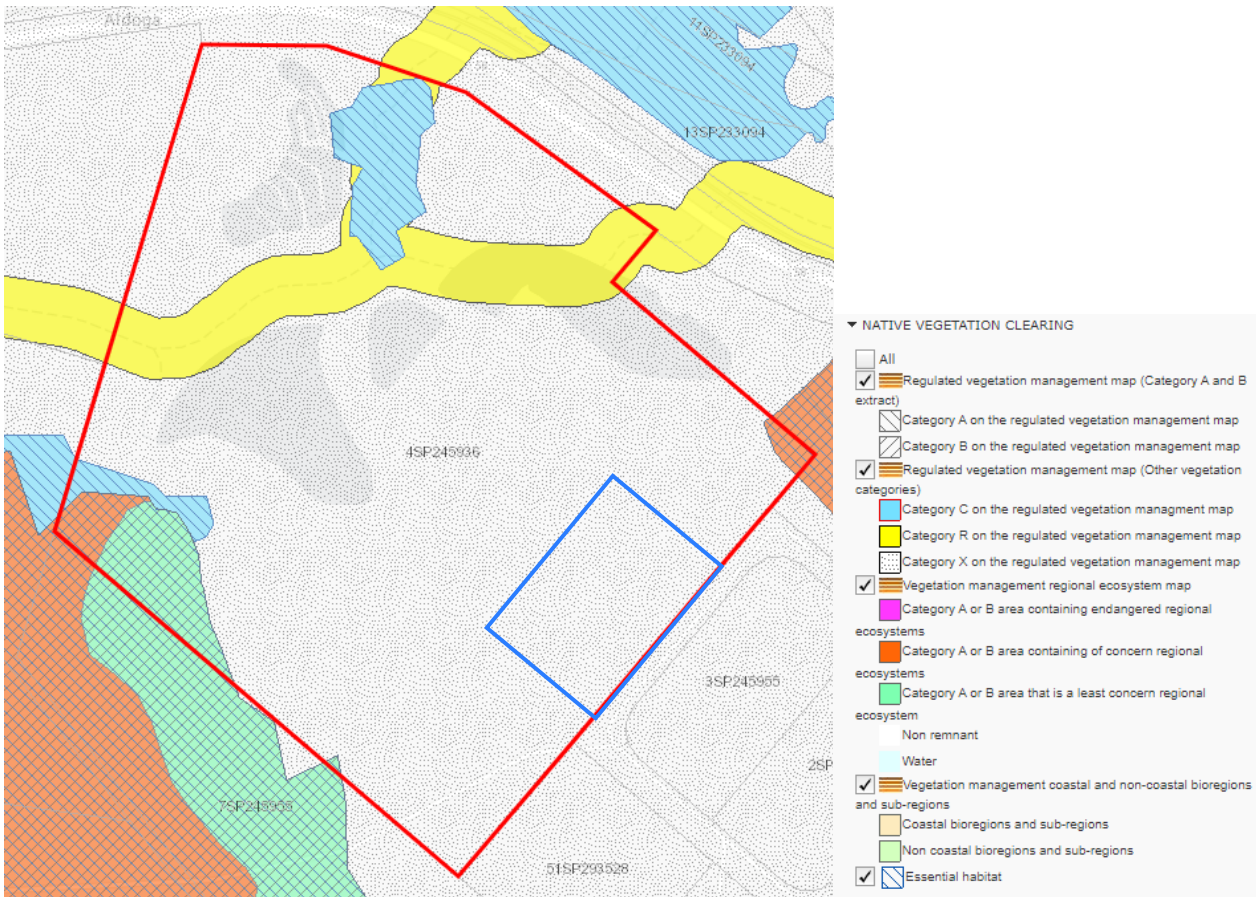 Aldoga
11SP233094
13SP233094
4SP245936
3SP245955
2SP
7SP245955
51SP293528
NATIVE VEGETATION CLEARING
All
Regulated vegetation management map (Category A and B
extract)
Category A on the regulated vegetation management map
Category B on the regulated vegetation management map
Regulated vegetation management map (Other vegetation
categories)
Category C on the regulated vegetation managment map
Category R on the regulated vegetation management map
Category X on the regulated vegetation management map
Vegetation management regional ecosystem map
Category A or B area containing endangered regional
ecosystems
Category A or B area containing of concern regional
ecosystems
Category A or B area that is a least concern regional
ecosystem
Non remnant
Water
Vegetation management coastal and non-coastal bioregions
and sub-regions
Coastal bioregions and sub-regions
Non coastal bioregions and sub-regions
Essential habitat